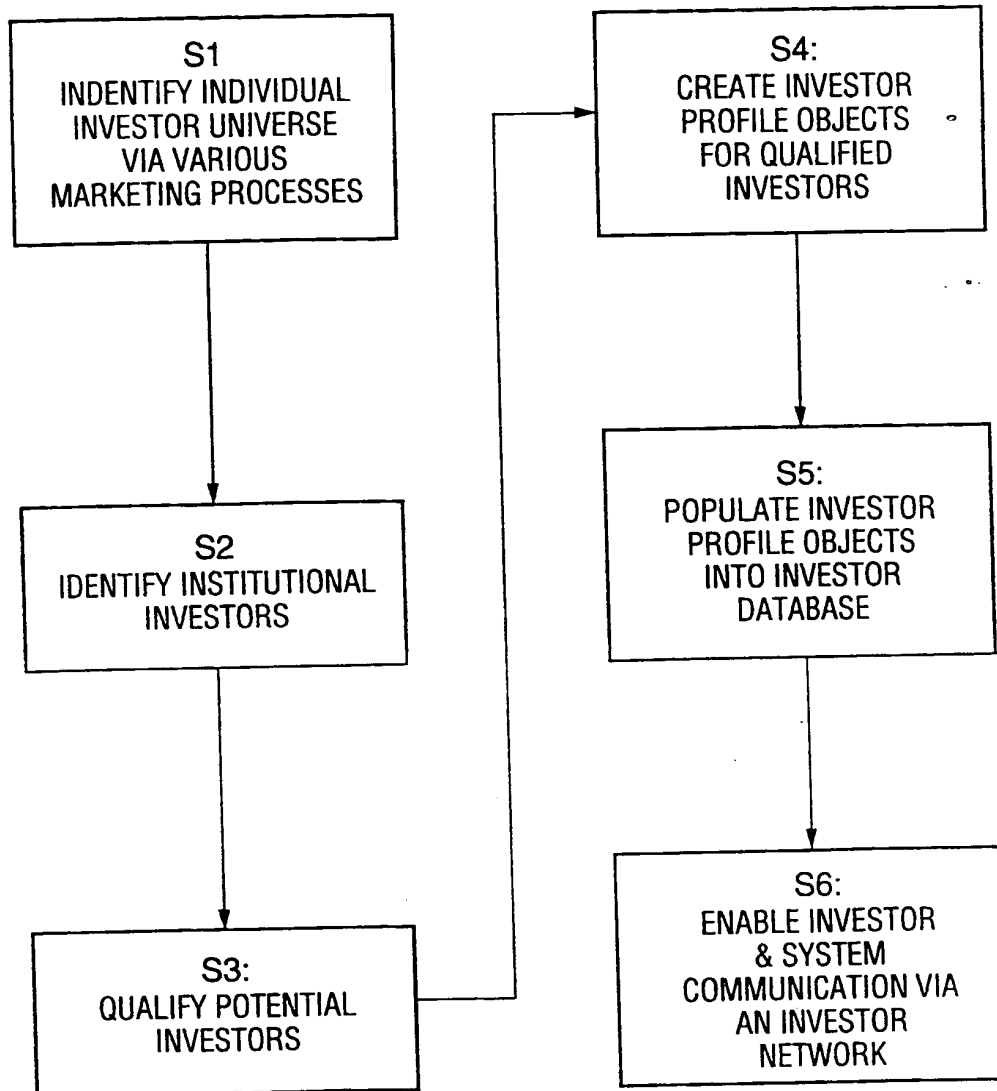 S1
INDENTIFY INDIVIDUAL
INVESTOR UNIVERSE
VIA VARIOUS
MARKETING PROCESSES
S2
IDENTIFY INSTITUTIONAL
INVESTORS
S3:
QUALIFY POTENTIAL
INVESTORS
S4:
CREATE INVESTOR
PROFILE OBJECTS
FOR QUALIFIED
INVESTORS
S5:
POPULATE INVESTOR
PROFILE OBJECTS
INTO INVESTOR
DATABASE
S6:
ENABLE INVESTOR
& SYSTEM
COMMUNICATION VIA
AN INVESTOR
NETWORK